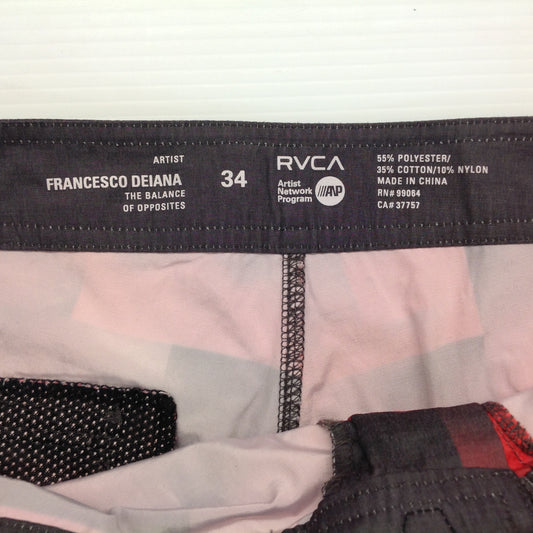 ARTIST
FRANCESCO DEIANA
THE BALANCE
OF OPPOSITES
34
RVCA
Artist
Network
Program
ANP
55% POLYESTER/
35% COTTON/10% NYLON
MADE IN CHINA
RN# 99064
CA# 37757